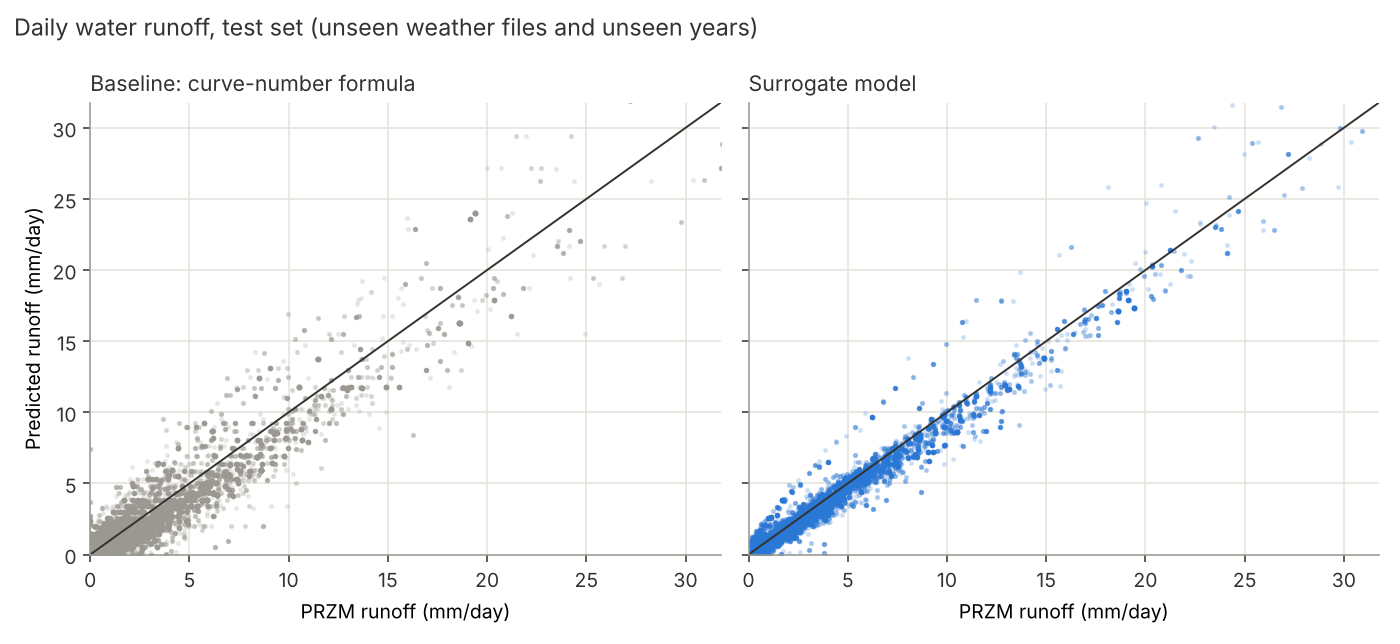 Daily water runoff, test set (unseen weather files and unseen years)
Baseline: curve-number formula
Surrogate model
Predicted runoff (mm/day)
30
25
20
15
10
5
0
0 5 10 15 20 25 30
0 5 10 15 20 25 30
PRZM runoff (mm/day)
PRZM runoff (mm/day)